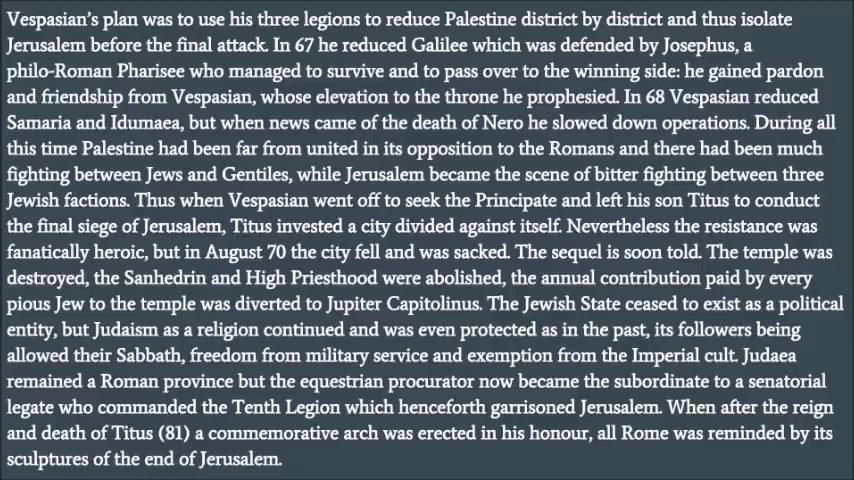 Vespasian's plan was to use his three legions to reduce Palestine district by district and thus isolate
Jerusalem before the final attack. In 67 he reduced Galilee which was defended by Josephus, a
philo-Roman Pharisee who managed to survive and to pass over to the winning side: he gained pardon
and friendship from Vespasian, whose elevation to the throne he prophesied. In 68 Vespasian reduced
Samaria and Idumaea, but when news came of the death of Nero he slowed down operations. During all
this time Palestine had been far from united in its opposition to the Romans and there had been much
fighting between Jews and Gentiles, while Jerusalem became the scene of bitter fighting between three
Jewish factions. Thus when Vespasian went off to seek the Principate and left his son Titus to conduct
the final siege of Jerusalem, Titus invested a city divided against itself. Nevertheless the resistance was
fanatically heroic, but in August 70 the city fell and was sacked. The sequel is soon told. The temple was
destroyed, the Sanhedrin and High Priesthood were abolished, the annual contribution paid by every
pious Jew to the temple was diverted to Jupiter Capitolinus. The Jewish State ceased to exist as a political
entity, but Judaism as a religion continued and was even protected as in the past, its followers being
allowed their Sabbath, freedom from military service and exemption from the Imperial cult. Judaea
remained a Roman province but the equestrian procurator now became the subordinate to a senatorial
legate who commanded the Tenth Legion which henceforth garrisoned Jerusalem. When after the reign
and death of Titus (81) a commemorative arch was erected in his honour, all Rome was reminded by its
sculptures of the end of Jerusalem.